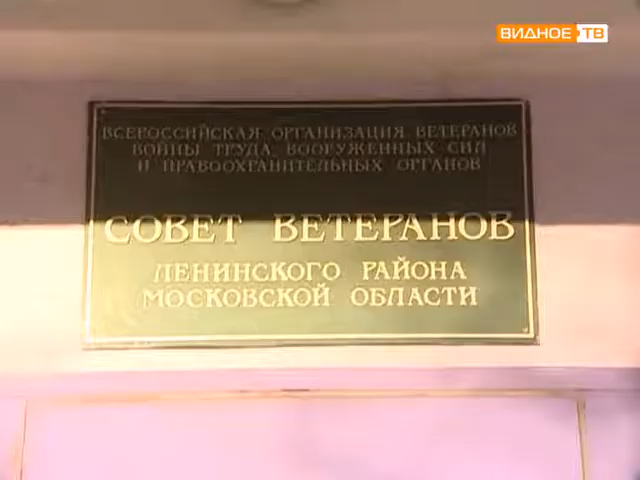 ВИДНОЕ ТВ
ВСЕРОССИЙСКАЯ ОРГАНИЗАЦИЯ ВЕТЕРАНОВ
ВОЙНЫ ТРУДА, ВООРУЖЕННЫХ СИЛ
И ПРАВООХРАНИТЕЛЬНЫХ ОРГАНОВ
СОВЕТ ВЕТЕРАНОВ
ЛЕНИНСКОГО РАЙОНА
МОСКОВСКОЙ ОБЛАСТИ